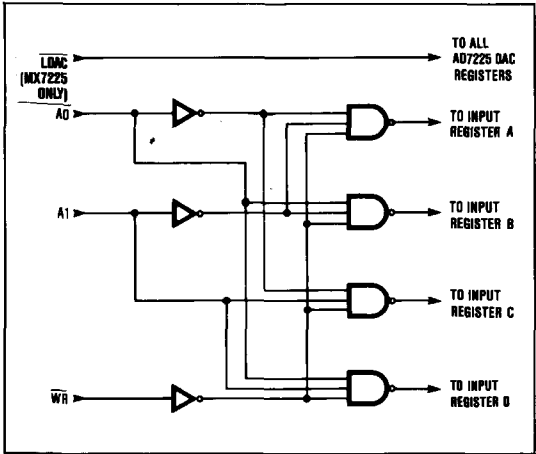 LDAC
(MX7225
ONLY)
TO ALL
AD7225 DAC
REGISTERS
A0
TO INPUT
REGISTER A
A1
TO INPUT
REGISTER B
TO INPUT
REGISTER C
WR
TO INPUT
REGISTER D